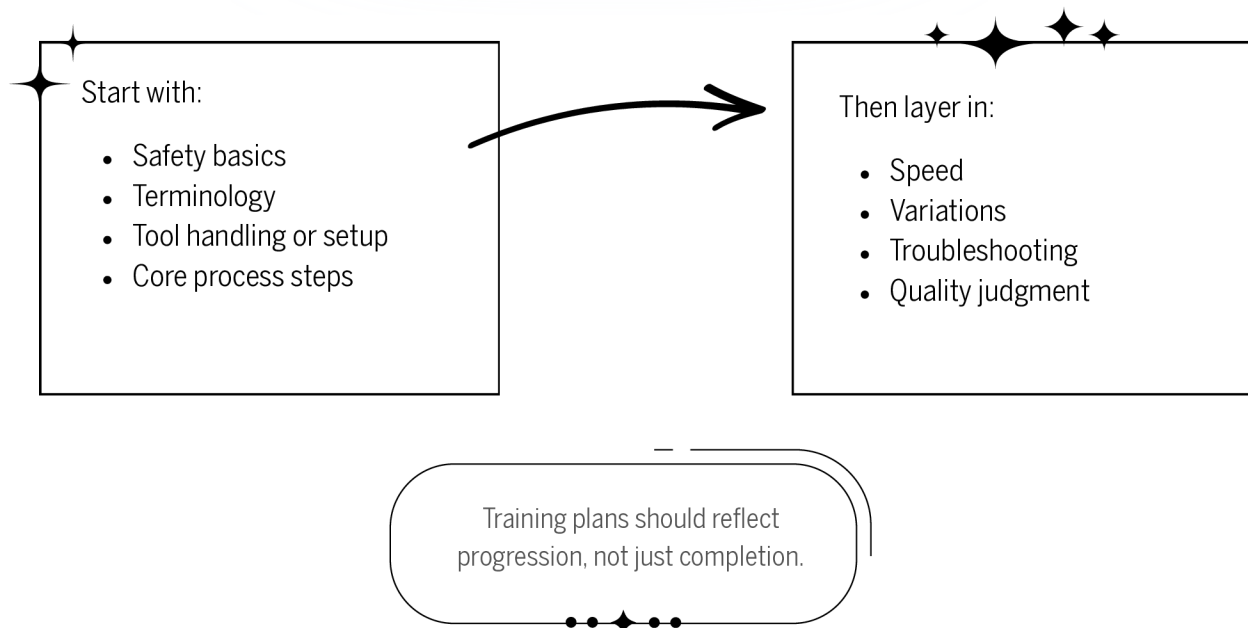 Start with:
• Safety basics
• Terminology
• Tool handling or setup
• Core process steps
Then layer in:
• Speed
• Variations
• Troubleshooting
• Quality judgment
Training plans should reflect
progression, not just completion.